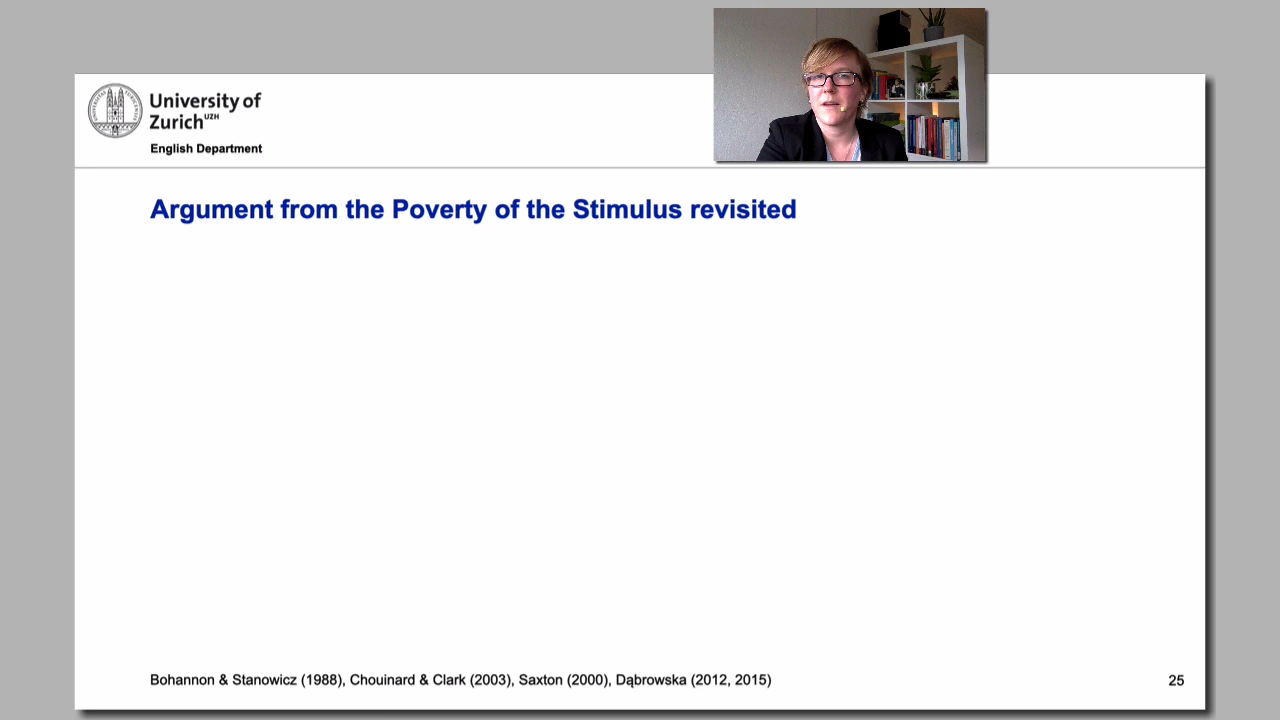 University of
Zurich UZH
English Department
Argument from the Poverty of the Stimulus revisited
Bohannon & Stanowicz (1988), Chouinard & Clark (2003), Saxton (2000), Dąbrowska (2012, 2015)
25